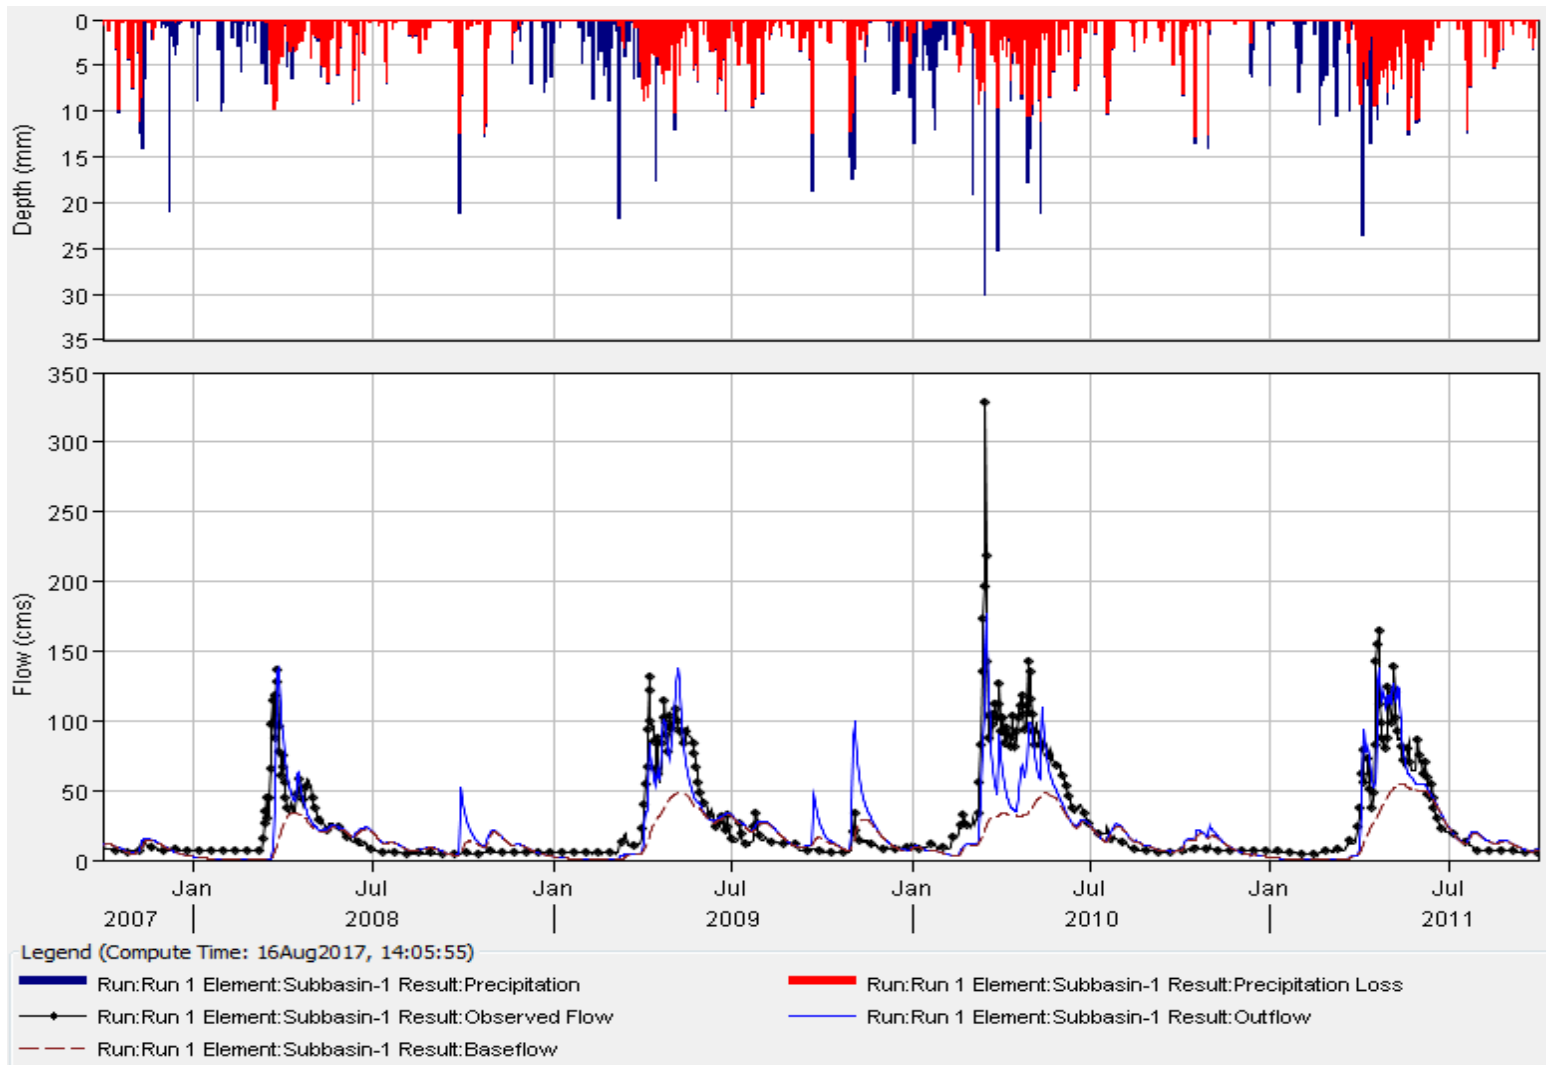 0
5
10
15
20
25
30
35
Depth (mm)
350
300
250
200
150
100
50
0
Flow (cms)
Jan Jul Jan Jul Jan Jul Jan Jul
2007 2008 2009 2010 2011
Legend (Compute Time: 16Aug2017, 14:05:55)
Run:Run 1 Element:Subbasin-1 Result:Precipitation Run:Run 1 Element:Subbasin-1 Result:Precipitation Loss
Run:Run 1 Element:Subbasin-1 Result:Observed Flow Run:Run 1 Element:Subbasin-1 Result:Outflow
Run:Run 1 Element:Subbasin-1 Result:Baseflow